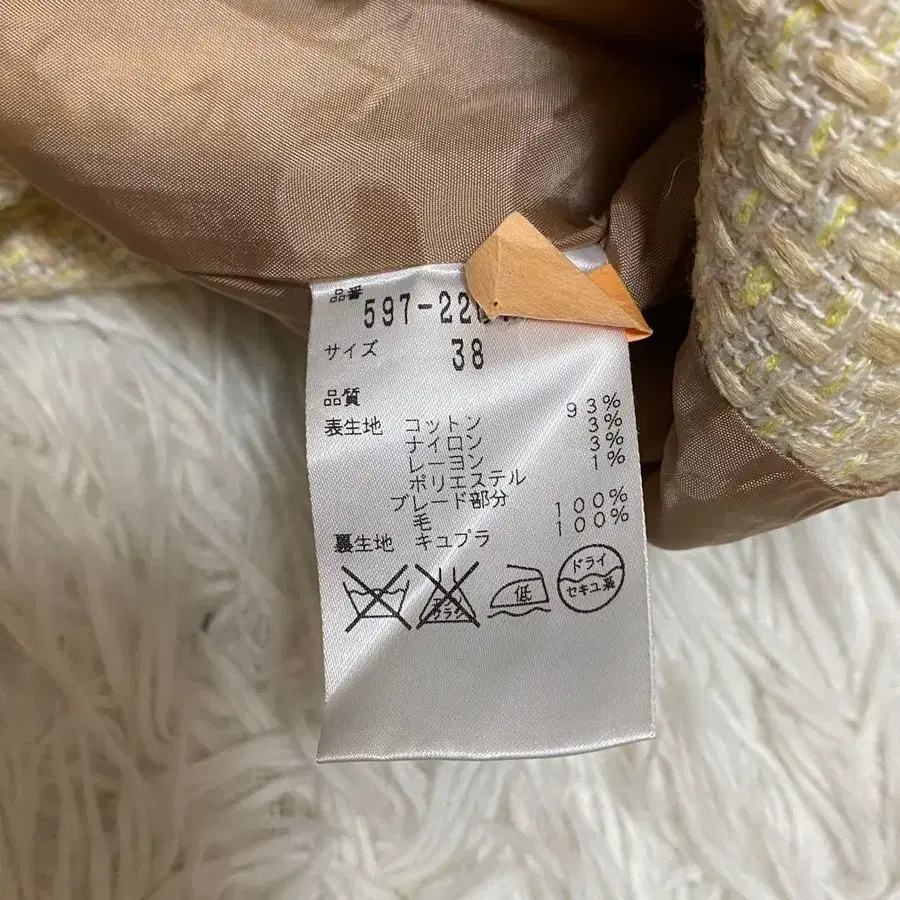 品番
597-220
サイズ 38
品質
表生地 コットン 93%
ナイロン 3%
レーヨン 3%
ポリエステル 1%
ブレード部分
毛 100%
裏生地 キュプラ 100%
低
ドライ
セキユ系